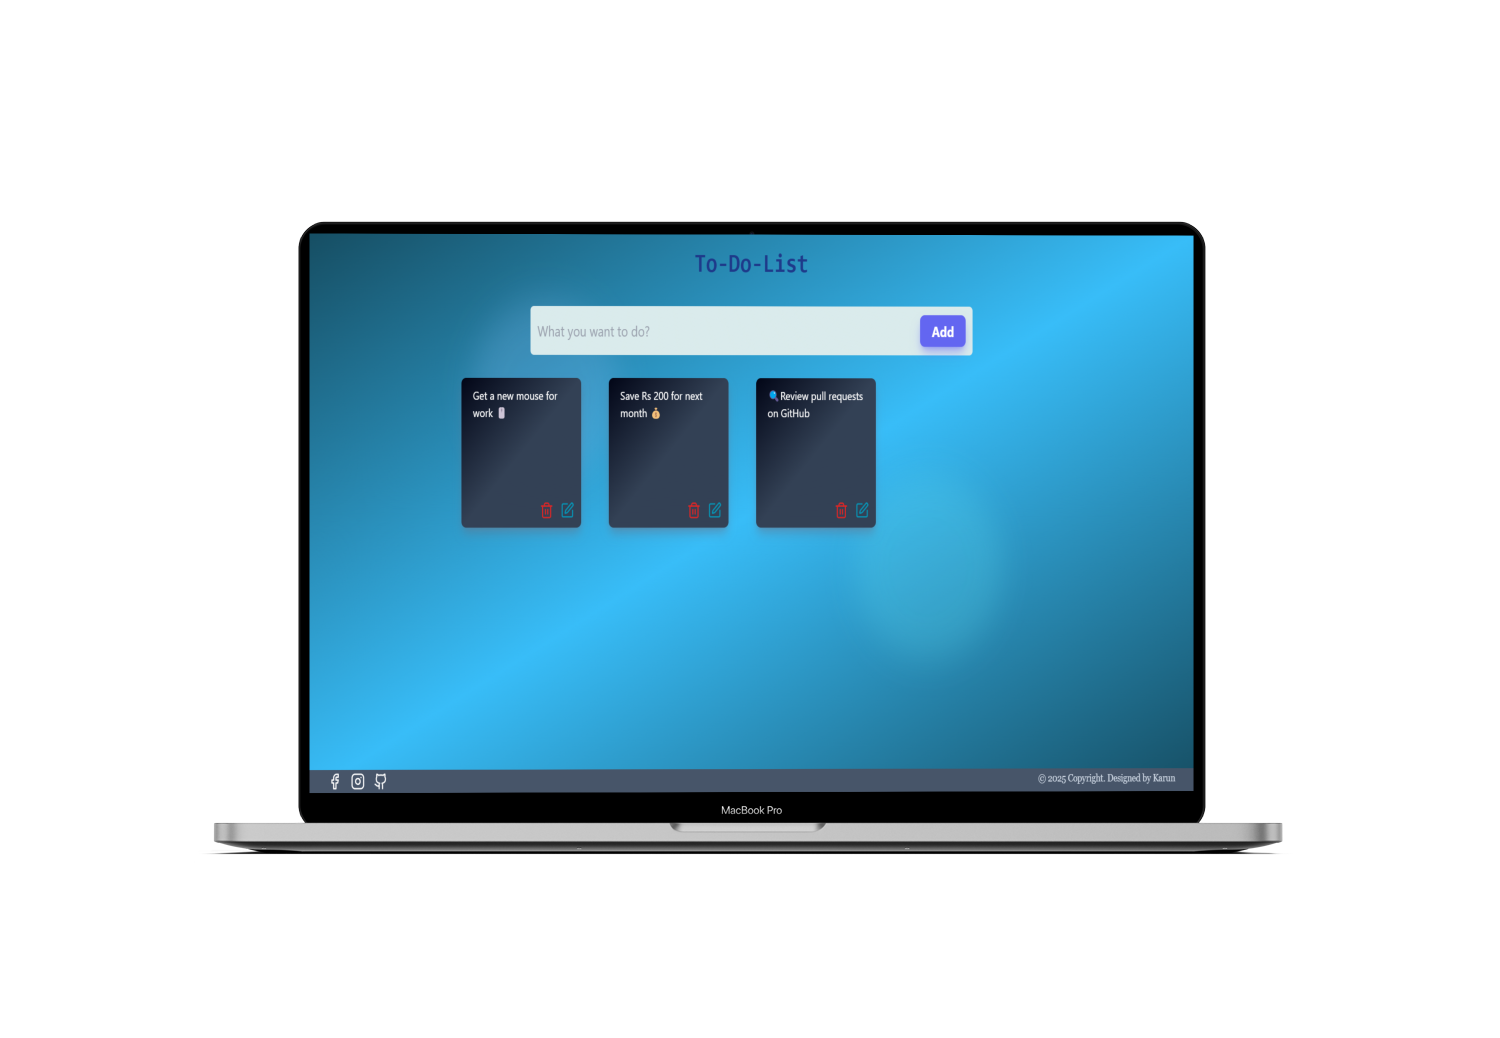 To-Do-List
What you want to do?
Add
Get a new mouse for
work 🖱️
Save Rs 200 for next
month 💰
🔍Review pull requests
on GitHub
© 2025 Copyright. Designed by Karun
MacBook Pro